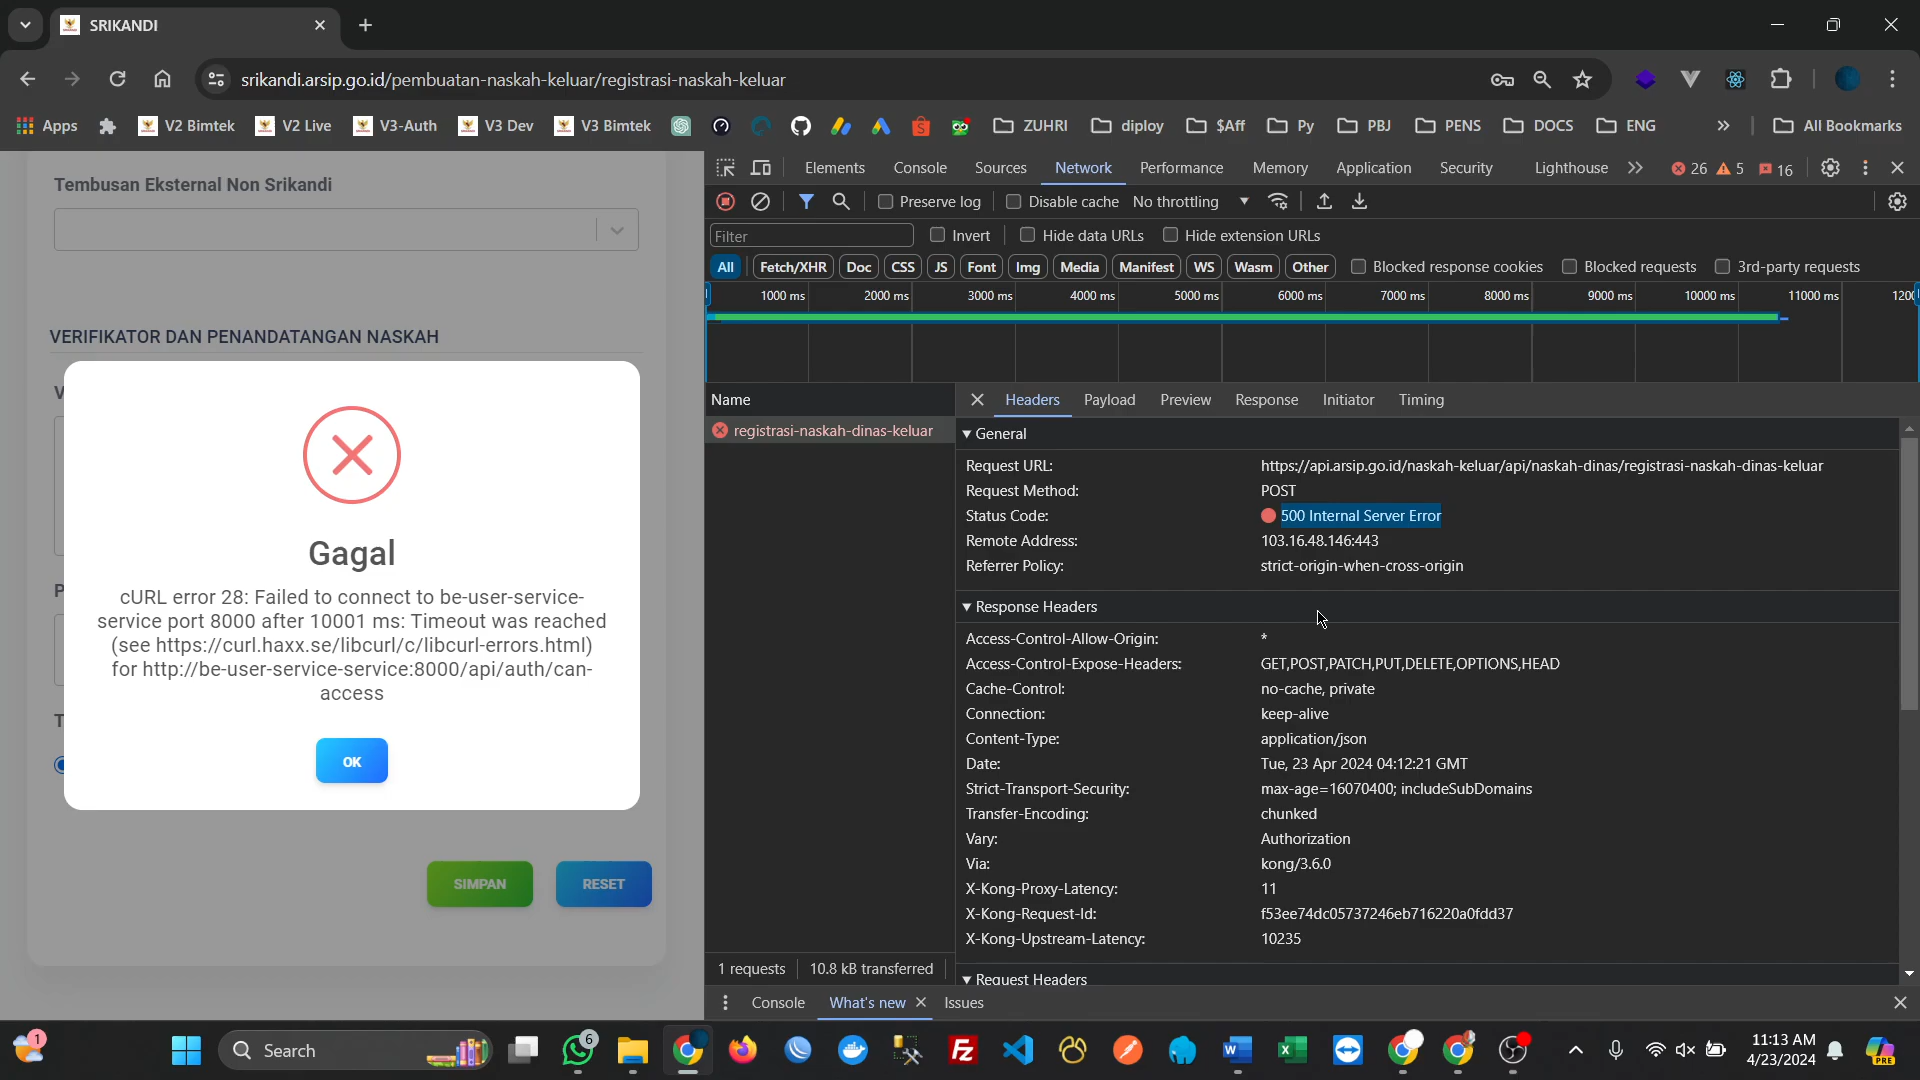 SRIKANDI
srikandi.arsip.go.id/pembuatan-naskah-keluar/registrasi-naskah-keluar
Apps V2 Bimtek V2 Live V3-Auth V3 Dev V3 Bimtek ZUHRI diploy $Aff Py PBJ PENS DOCS ENG » All Bookmarks
Tembusan Eksternal Non Srikandi
VERIFIKATOR DAN PENANDATANGAN NASKAH
V
P
T
Gagal
cURL error 28: Failed to connect to be-user-service-
service port 8000 after 10001 ms: Timeout was reached
(see https://curl.haxx.se/libcurl/c/libcurl-errors.html)
for http://be-user-service-service:8000/api/auth/can-
access
OK
SIMPAN RESET
Elements Console Sources Network Performance Memory Application Security Lighthouse » 26 5 16
Preserve log Disable cache No throttling
Filter Invert Hide data URLs Hide extension URLs
All Fetch/XHR Doc CSS JS Font Img Media Manifest WS Wasm Other Blocked response cookies Blocked requests 3rd-party requests
1000 ms 2000 ms 3000 ms 4000 ms 5000 ms 6000 ms 7000 ms 8000 ms 9000 ms 10000 ms 11000 ms 1200
Name Headers Payload Preview Response Initiator Timing
registrasi-naskah-dinas-keluar
General
Request URL: https://api.arsip.go.id/naskah-keluar/api/naskah-dinas/registrasi-naskah-dinas-keluar
Request Method: POST
Status Code: 500 Internal Server Error
Remote Address: 103.16.48.146:443
Referrer Policy: strict-origin-when-cross-origin
Response Headers
Access-Control-Allow-Origin: *
Access-Control-Expose-Headers: GET,POST,PATCH,PUT,DELETE,OPTIONS,HEAD
Cache-Control: no-cache, private
Connection: keep-alive
Content-Type: application/json
Date: Tue, 23 Apr 2024 04:12:21 GMT
Strict-Transport-Security: max-age=16070400; includeSubDomains
Transfer-Encoding: chunked
Vary: Authorization
Via: kong/3.6.0
X-Kong-Proxy-Latency: 11
X-Kong-Request-Id: f53ee74dc05737246eb716220a0fdd37
X-Kong-Upstream-Latency: 10235
Request Headers
1 requests 10.8 kB transferred
Console What's new Issues
1 Search 6 11:13 AM
4/23/2024
PRE